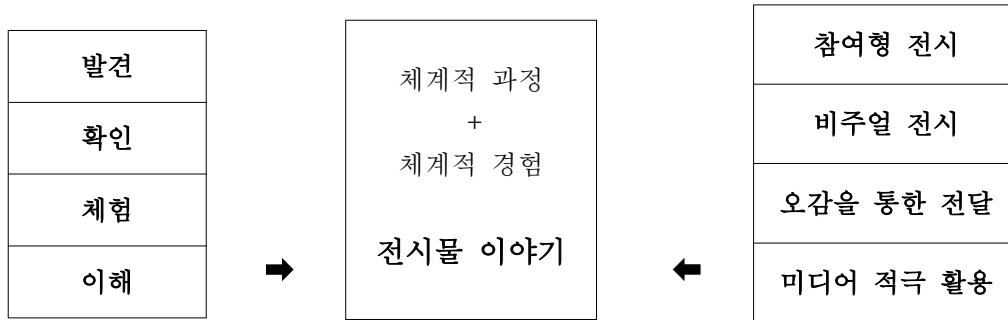 발견
확인
체험
이해
체계적 과정
+
체계적 경험
전시물 이야기
참여형 전시
비주얼 전시
오감을 통한 전달
미디어 적극 활용